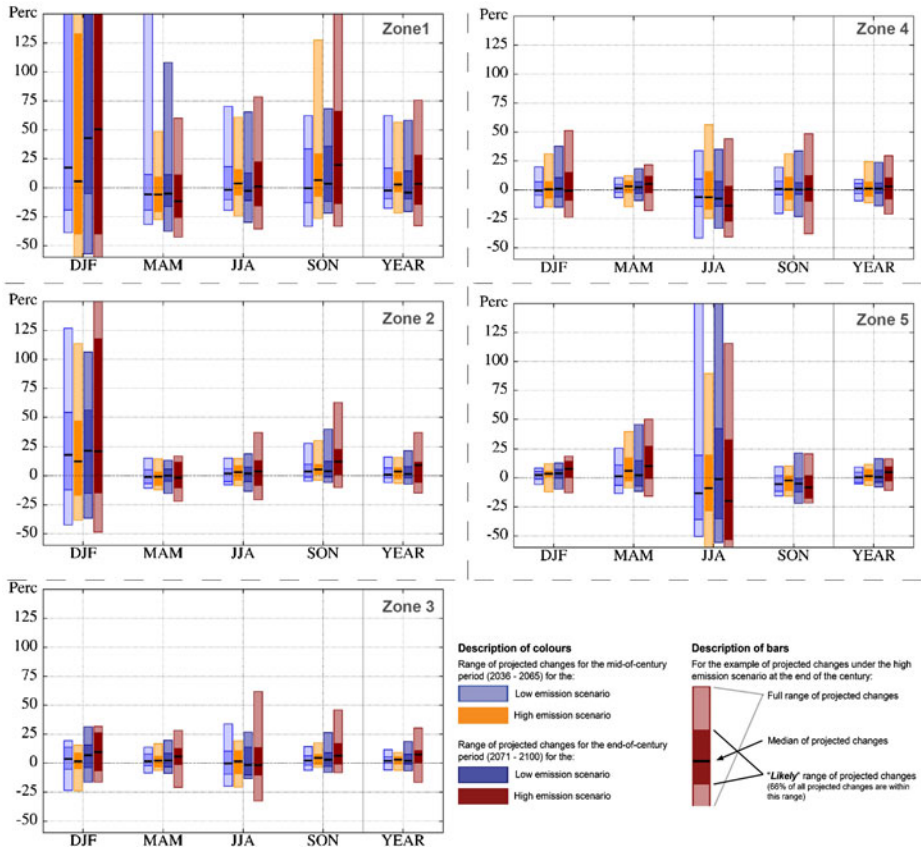 Perc
Zone1
125
100
75
50
25
0
-25
-50
DJF MAM JJA SON YEAR
Perc
Zone 4
125
100
75
50
25
0
-25
-50
DJF MAM JJA SON YEAR
Perc
Zone 2
125
100
75
50
25
0
-25
-50
DJF MAM JJA SON YEAR
Perc
Zone 5
125
100
75
50
25
0
-25
-50
DJF MAM JJA SON YEAR
Perc
Zone 3
125
100
75
50
25
0
-25
-50
DJF MAM JJA SON YEAR
Description of colours
Range of projected changes for the mid-of-century
period (2036 - 2065) for the:
Low emission scenario
High emission scenario
Range of projected changes for the end-of-century
period (2071 - 2100) for the:
Low emission scenario
High emission scenario
Description of bars
For the example of projected changes under the high
emission scenario at the end of the century:
Full range of projected changes
Median of projected changes
"Likely" range of projected changes
(66% of all projected changes are within
this range)